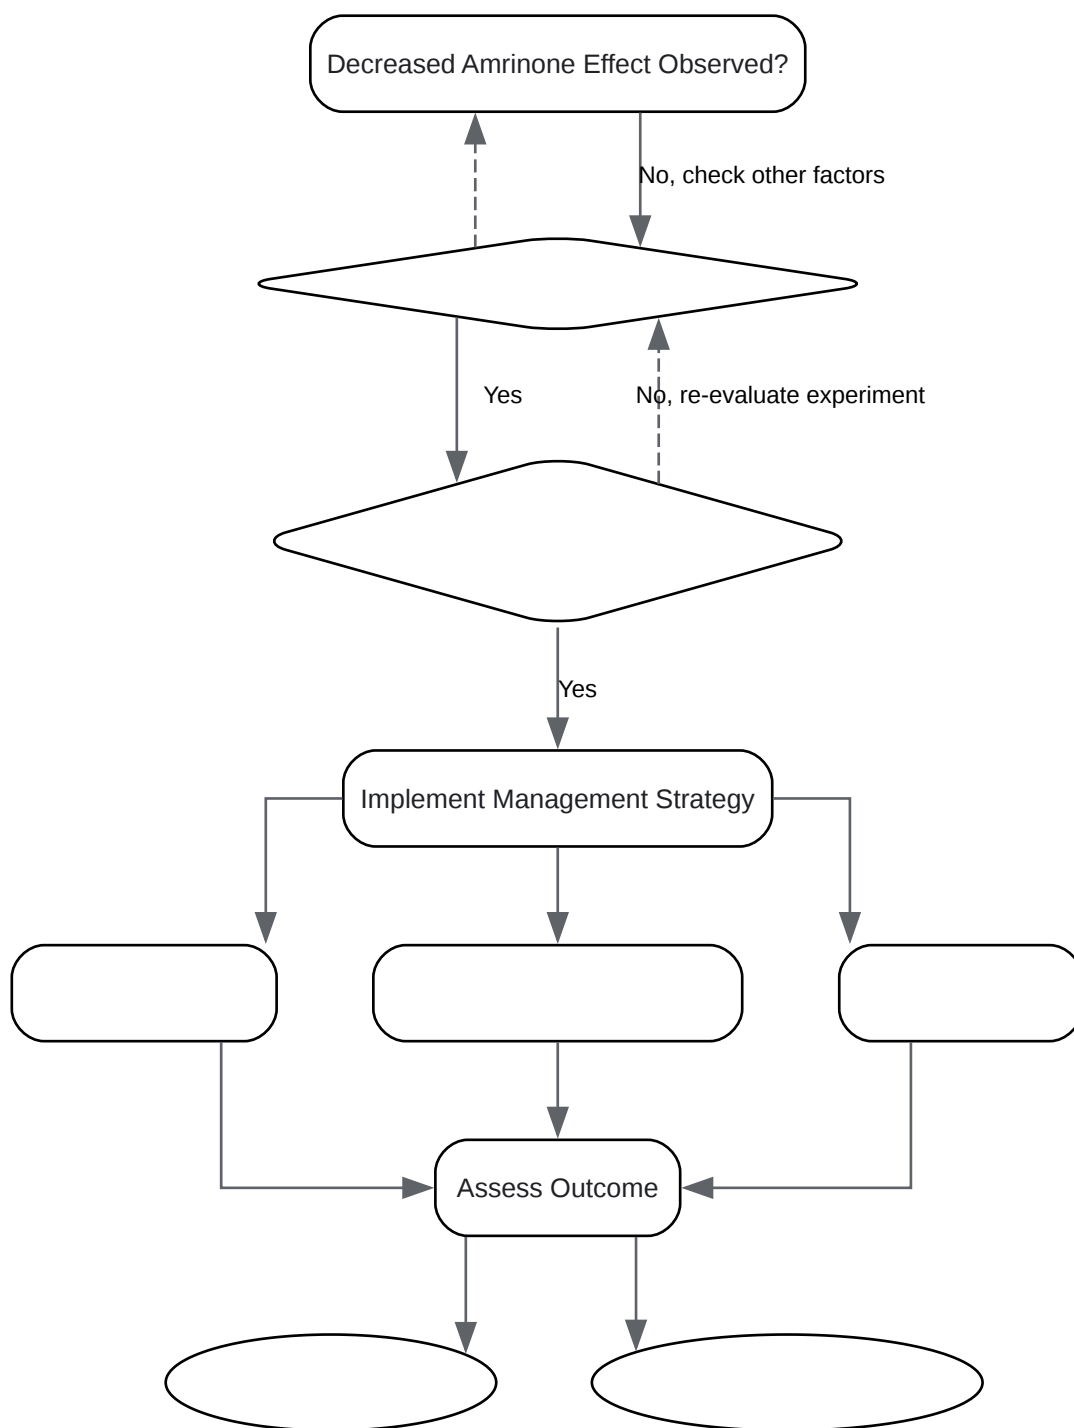 Decreased Amrinone Effect Observed?
No, check other factors
Yes
No, re-evaluate experiment
Yes
Implement Management Strategy
Assess Outcome